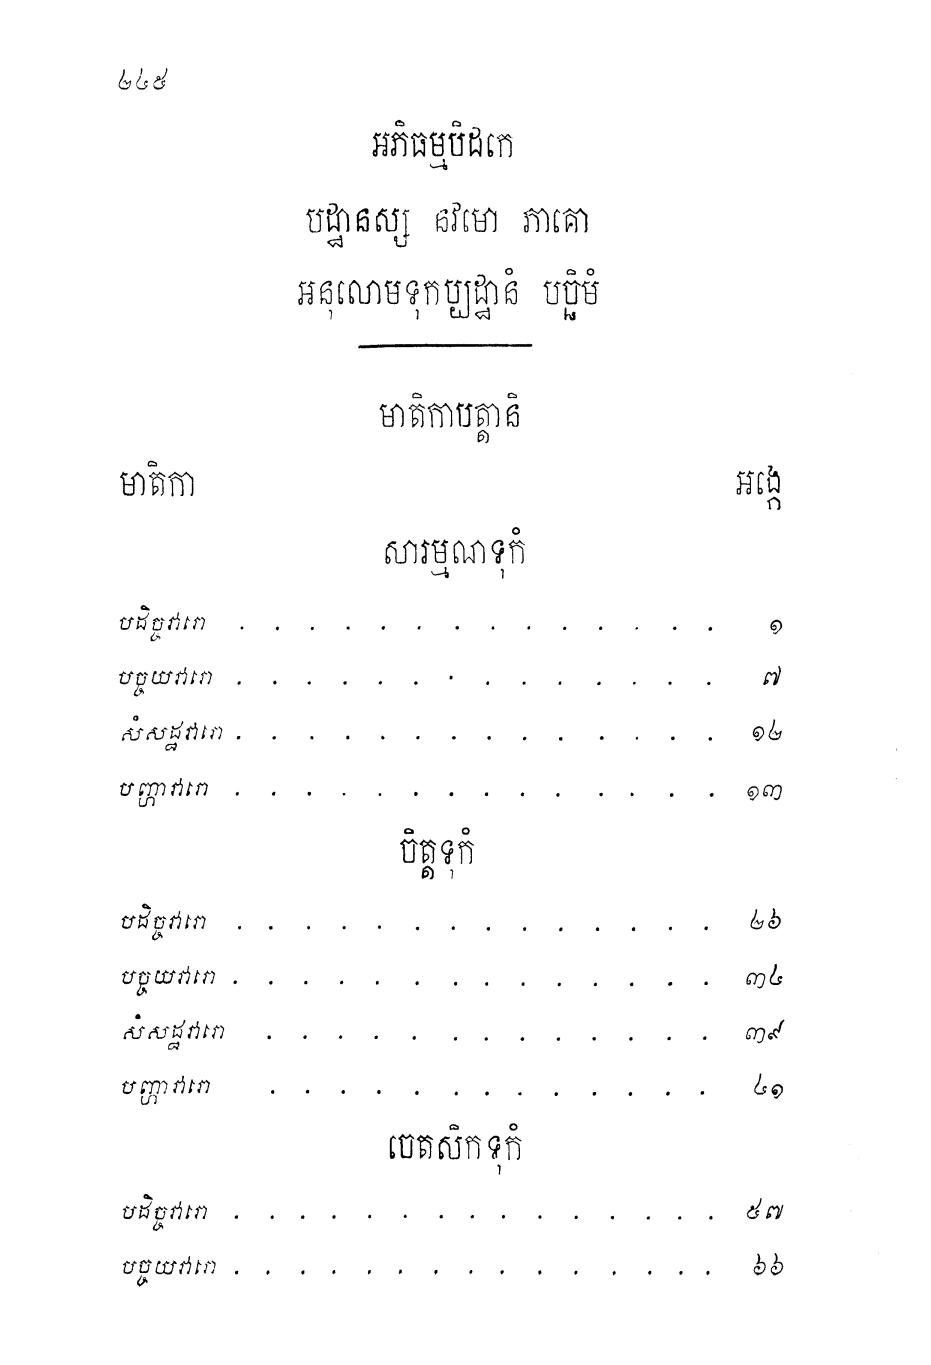 ២៤៥
អភិធម្មបិដកេ
បដ្ឋានស្ស នវមោ ភាគោ
អនុលោមទុកប្បដ្ឋានំ បច្ឆិមំ
មាតិកាបត្តានិ
មាតិកា អង្កេ
សារម្មណទុកំ
បដិច្ចវារោ . . . . . . . . . . . . . . ១
បច្ចយវារោ . . . . . . . . . . . . . . ៧
សំសដ្ឋវារោ . . . . . . . . . . . . . . ១២
បញ្ហាវារោ . . . . . . . . . . . . . . ១៣
ចិត្តទុកំ
បដិច្ចវារោ . . . . . . . . . . . . . . ២៦
បច្ចយវារោ . . . . . . . . . . . . . . ៣៤
សំសដ្ឋវារោ . . . . . . . . . . . . . ៣៩
បញ្ហាវារោ . . . . . . . . . . . . . ៤១
ចេតសិកទុកំ
បដិច្ចវារោ . . . . . . . . . . . . . . . ៥៧
បច្ចយវារោ . . . . . . . . . . . . . . . ៦៦